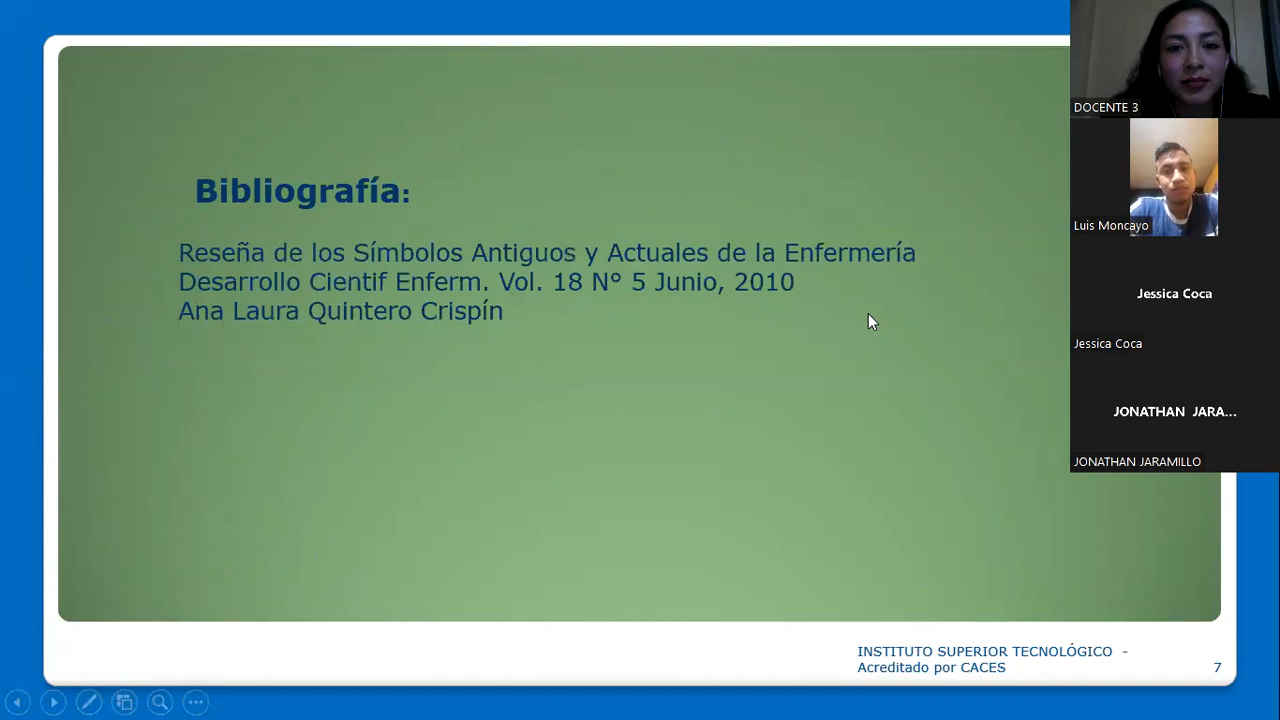 Bibliografía:
Reseña de los Símbolos Antiguos y Actuales de la Enfermería
Desarrollo Cientif Enferm. Vol. 18 N° 5 Junio, 2010
Ana Laura Quintero Crispín
INSTITUTO SUPERIOR TECNOLÓGICO -
Acreditado por CACES
7
DOCENTE 3
Luis Moncayo
Jessica Coca
Jessica Coca
JONATHAN JARA...
JONATHAN JARAMILLO